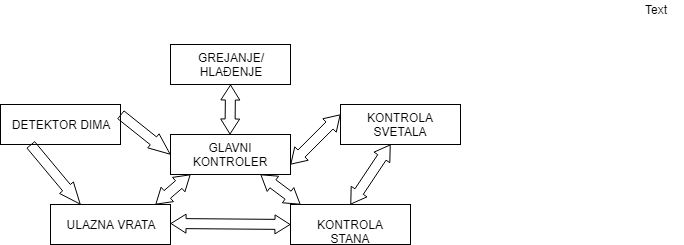 Text
GREJANJE/
HLAĐENJE
DETEKTOR DIMA
KONTROLA
SVETALA
GLAVNI
KONTROLER
ULAZNA VRATA
KONTROLA
STANA